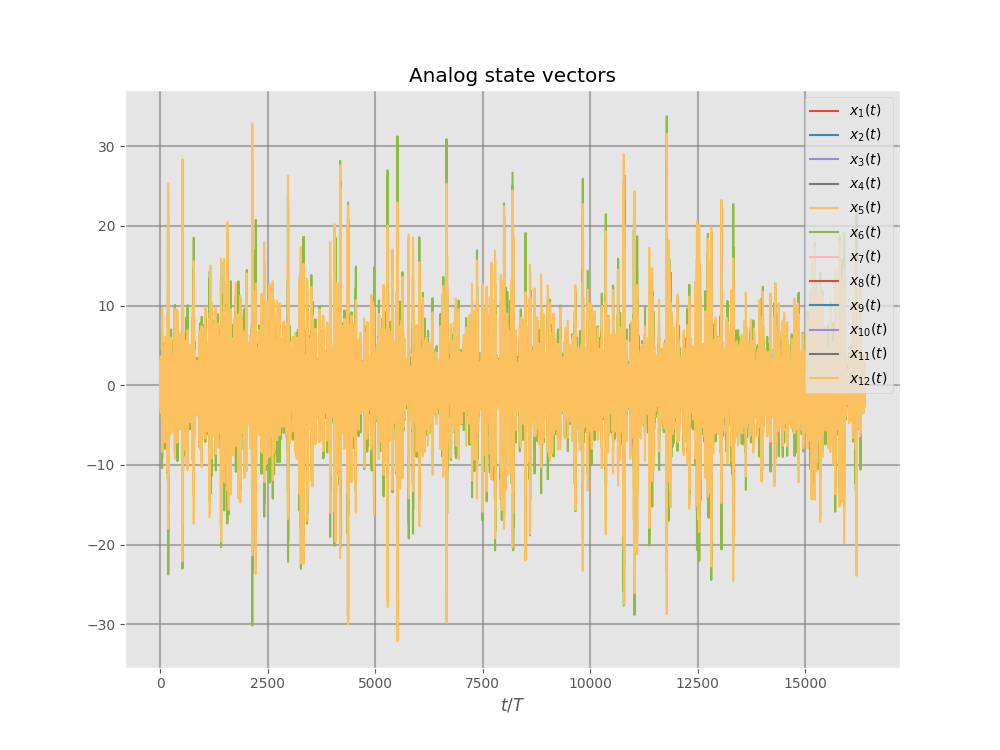 Analog state vectors
30
20
10
0
−10
−20
−30
0 2500 5000 7500 10000 12500 15000
t/T
x₁(t)
x₂(t)
x₃(t)
x₄(t)
x₅(t)
x₆(t)
x₇(t)
x₈(t)
x₉(t)
x₁₀(t)
x₁₁(t)
x₁₂(t)